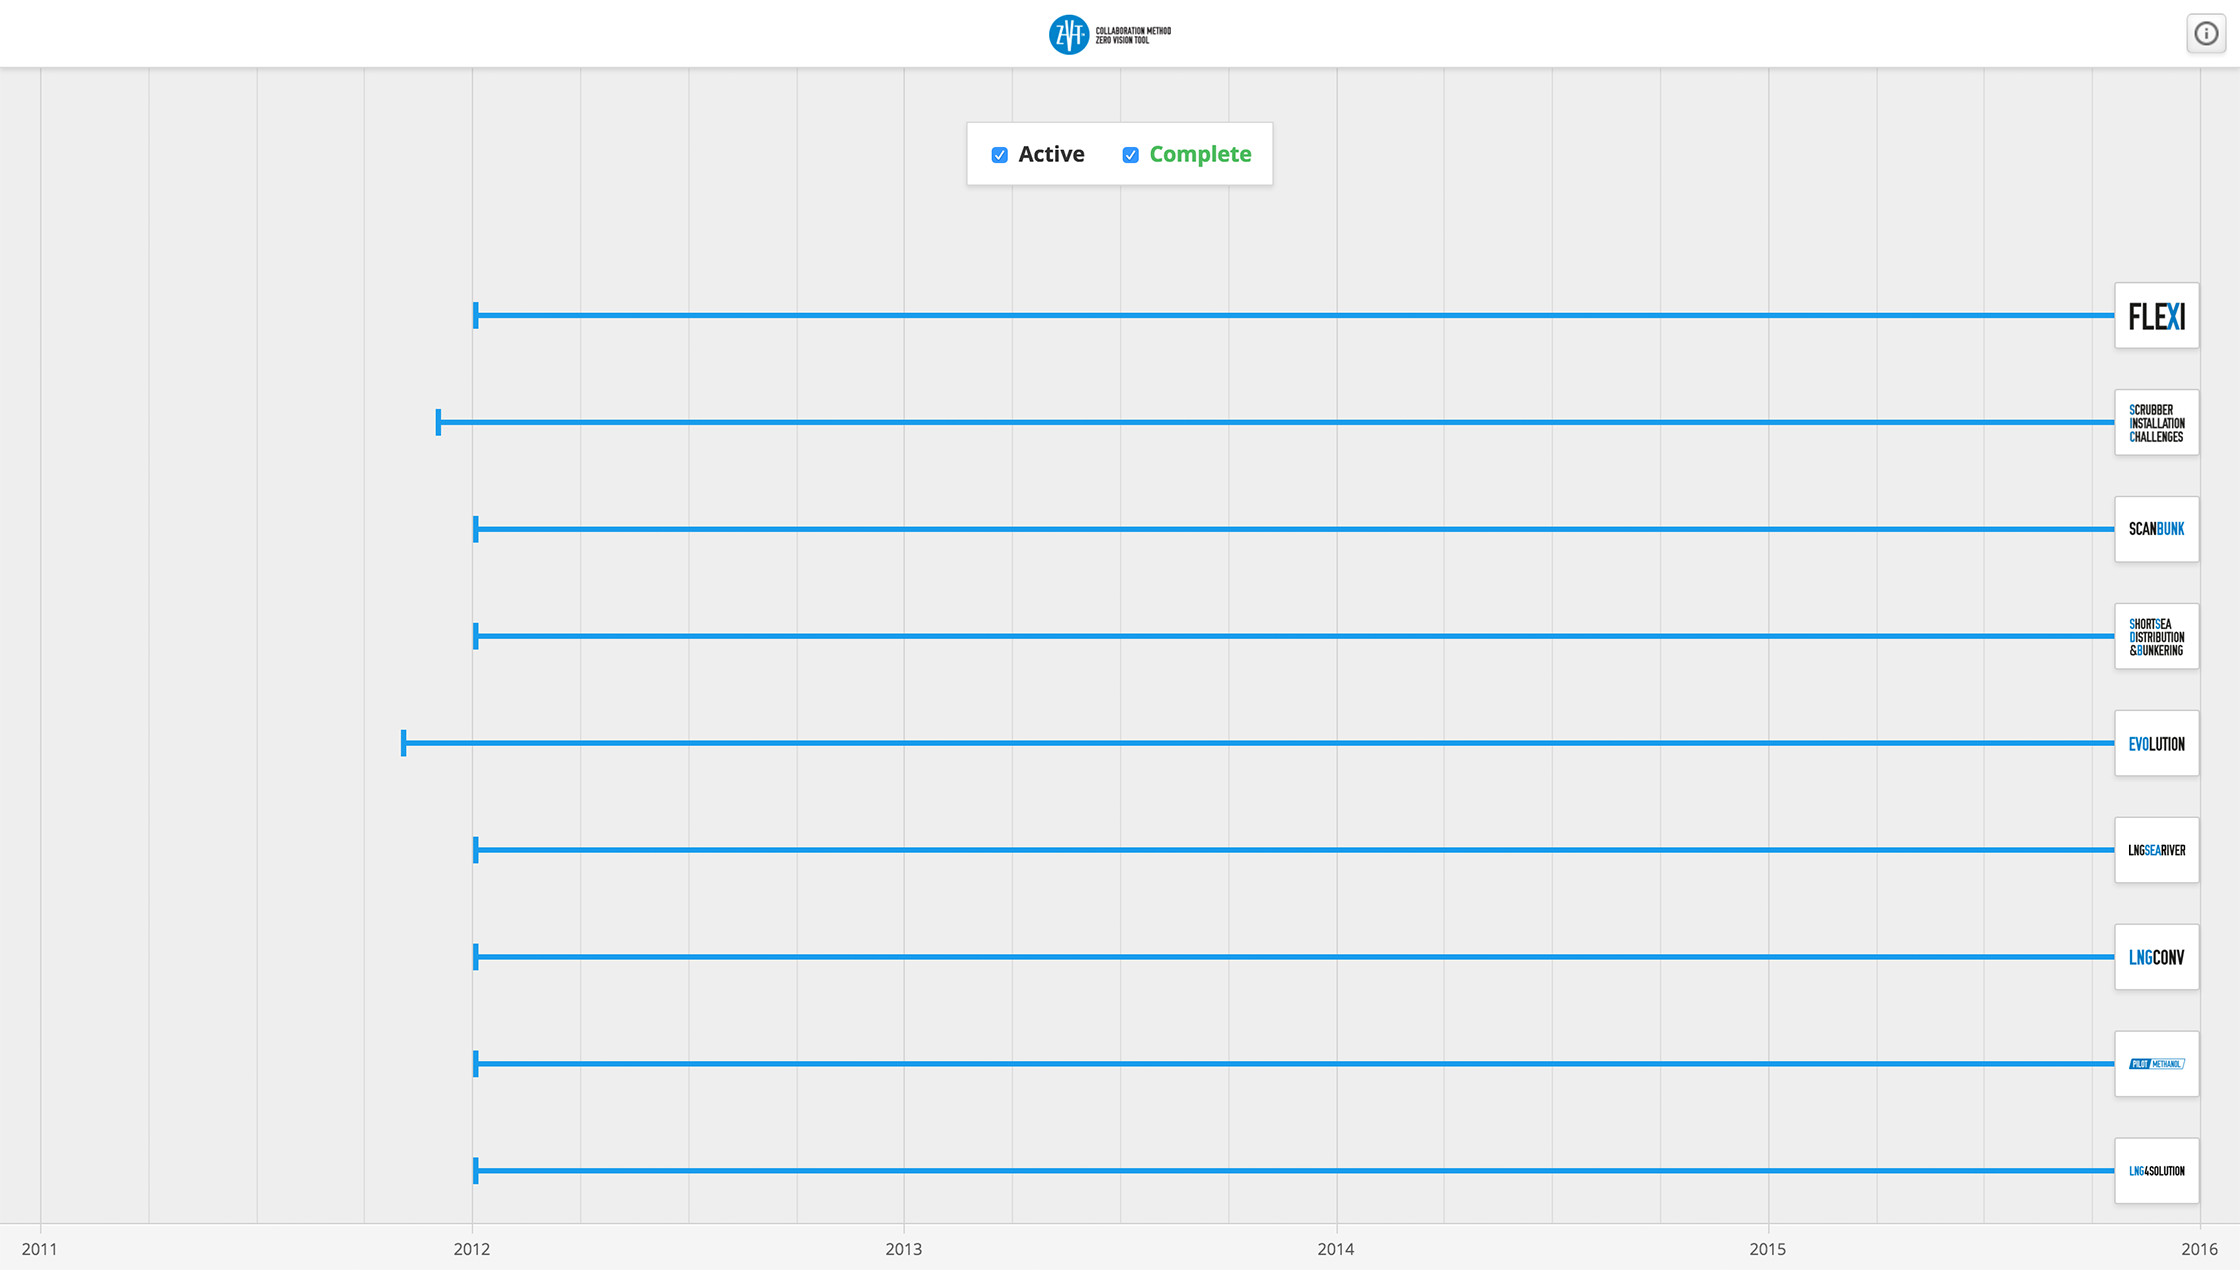 ZVT
COLLABORATION METHOD
ZERO VISION TOOL
Active
Complete
FLEXI
SCRUBBER
INSTALLATION
CHALLENGES
SCANBUNK
SHORTSEA
DISTRIBUTION
&BUNKERING
EVOLUTION
LNGSEARIVER
LNGCONV
PILOT METHANOL
LNG4SOLUTION
2011
2012
2013
2014
2015
2016